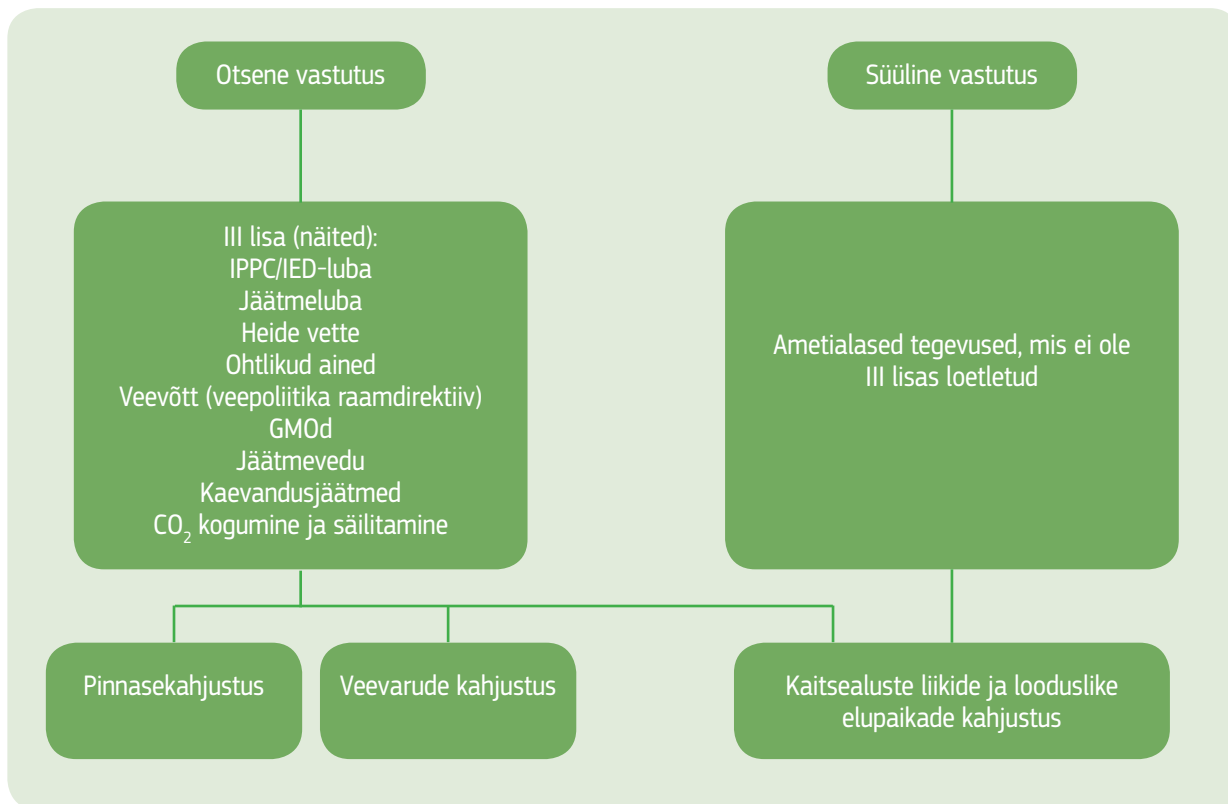 Otsene vastutus
Süüline vastutus
III lisa (näited):
IPPC/IED-luba
Jäätmeluba
Heide vette
Ohtlikud ained
Veevõtt (veepoliitika raamdirektiiv)
GMOd
Jäätmevedu
Kaevandusjäätmed
CO₂ kogumine ja säilitamine
Ametialased tegevused, mis ei ole
III lisas loetletud
Pinnasekahjustus
Veevarude kahjustus
Kaitsealuste liikide ja looduslike
elupaikade kahjustus